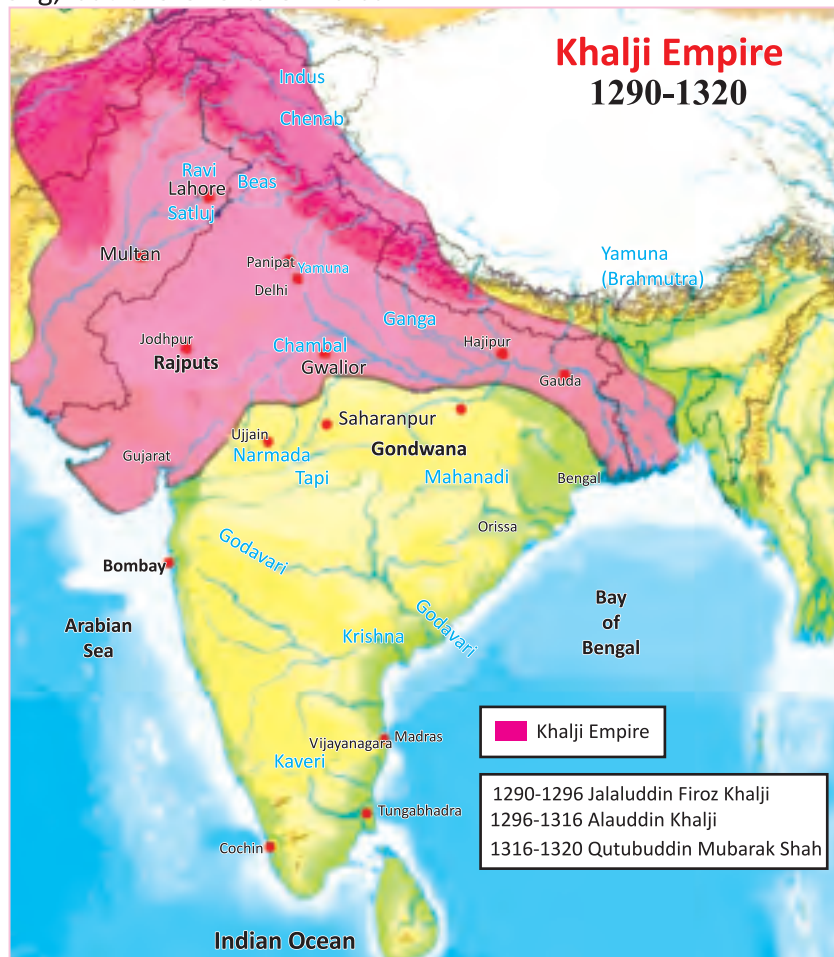 Khalji Empire
1290-1320
Indus
Chenab
Ravi
Beas
Lahore
Satluj
Multan
Yamuna
(Brahmutra)
Panipat
Yamuna
Delhi
Ganga
Jodhpur
Chambal
Hajipur
Rajputs
Gwalior
Gauda
Saharanpur
Ujjain
Gondwana
Gujarat
Narmada
Tapi
Mahanadi
Bengal
Orissa
Godavari
Bombay
Bay
of
Bengal
Arabian
Sea
Godavari
Krishna
Khalji Empire
Vijayanagara
Madras
Kaveri
1290-1296 Jalaluddin Firoz Khalji
1296-1316 Alauddin Khalji
1316-1320 Qutubuddin Mubarak Shah
Tungabhadra
Cochin
Indian Ocean